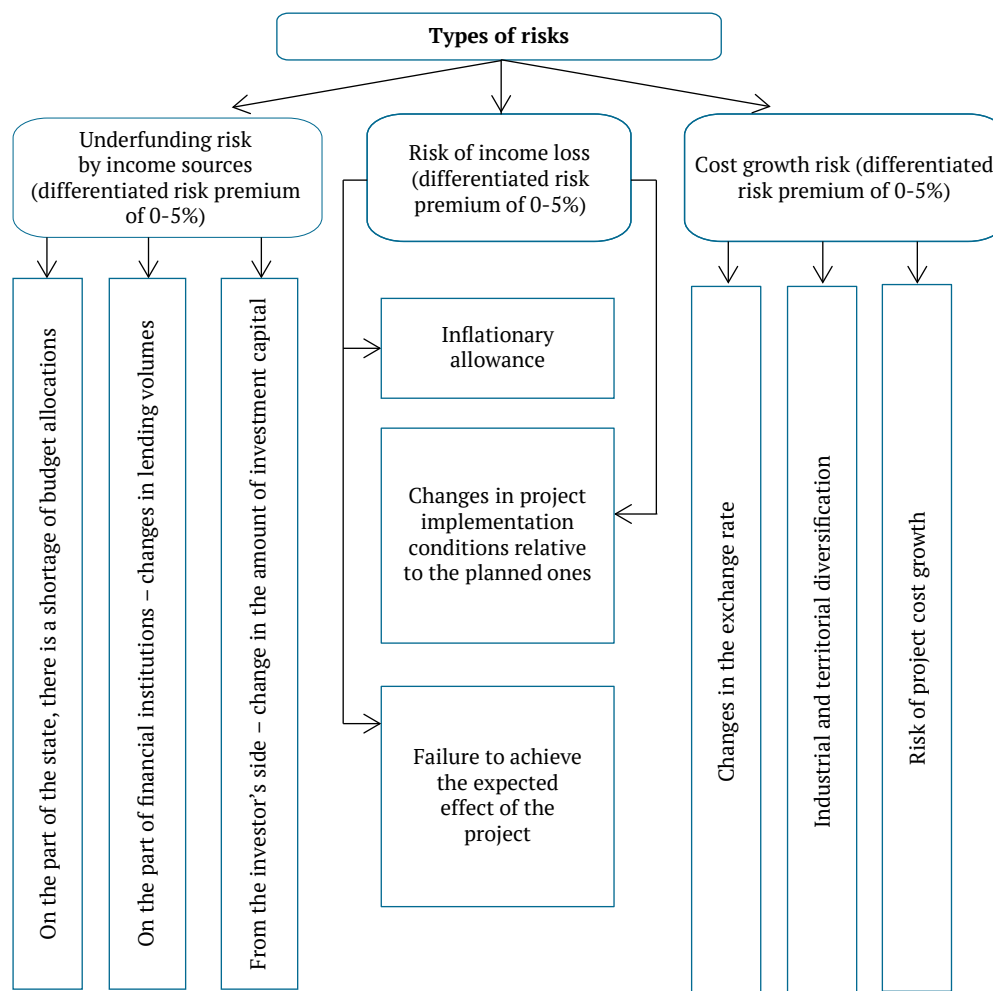 Types of risks
Underfunding risk
by income sources
(differentiated risk premium
of 0-5%)
Risk of income loss
(differentiated risk
premium of 0-5%)
Cost growth risk (differentiated
risk premium of 0-5%)
On the part of the state, there is a shortage of budget allocations
On the part of financial institutions – changes in lending volumes
From the investor's side – change in the amount of investment capital
Inflationary
allowance
Changes in project
implementation
conditions relative
to the planned ones
Failure to achieve
the expected
effect of the
project
Changes in the exchange rate
Industrial and territorial diversification
Risk of project cost growth